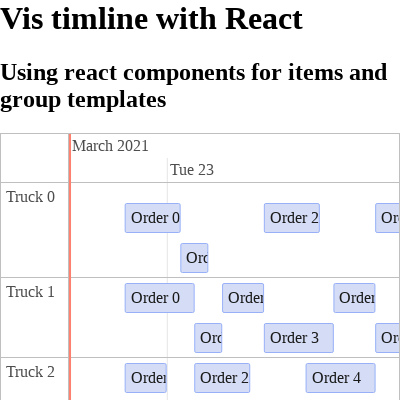 Vis timline with React
Using react components for items and
group templates
March 2021
Tue 23
Truck 0
Order 0
Order 2
Or
Ord
Truck 1
Order 0
Order
Order
Or
Order 3
Or
Truck 2
Order
Order 2
Order 4